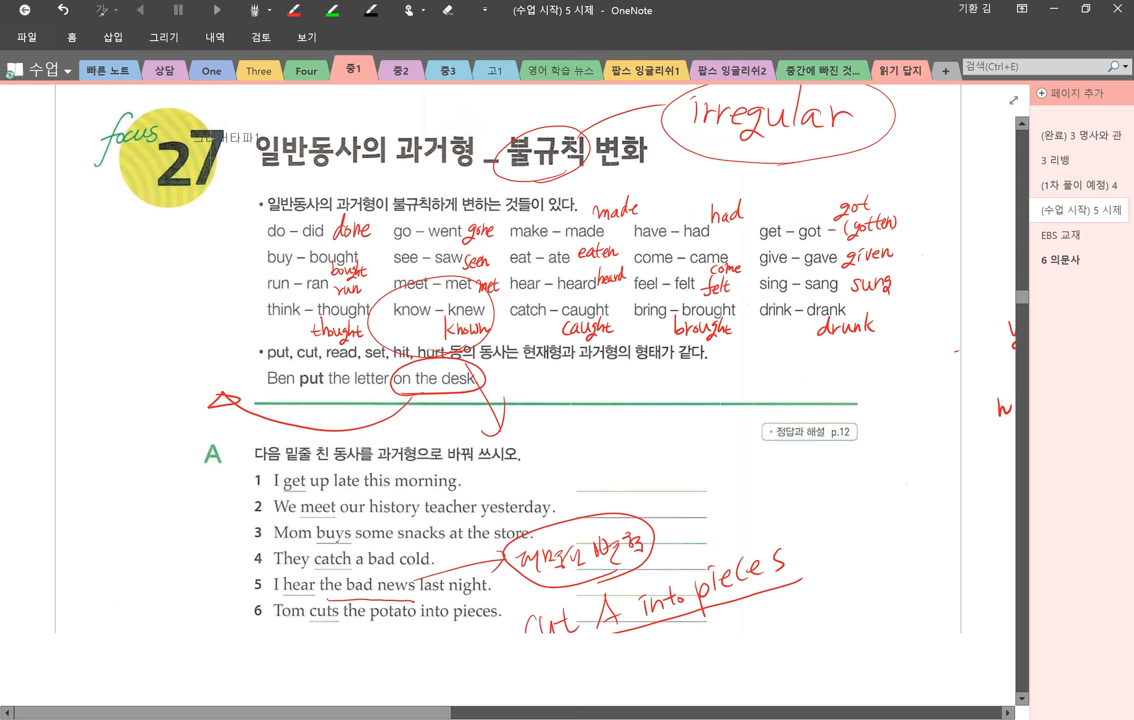 (수업 시작) 5 시제 - OneNote
기환 김
파일 홈 삽입 그리기 내역 검토 보기
수업 빠른 노트 상담 One Three Four 중1 중2 중3 고1 영어 학습 뉴스 팝스 잉글리쉬1 팝스 잉글리쉬2 중간에 빠진 것... 읽기 답지 + 검색(Ctrl+E)
페이지 추가
(완료) 3 명사와 관
3 리뱅
(1차 풀이 예정) 4
(수업 시작) 5 시제
EBS 교재
6 의문사
irregular
focus 27
일반동사의 과거형 _ 불규칙 변화
• 일반동사의 과거형이 불규칙하게 변하는 것들이 있다.
made had got
do – did done go – went gone make – made have – had get – got – (gotten)
buy – bought see – saw seen eat – ate eaten come – came give – gave given
bought come
run – ran run meet – met met hear – heard heard feel – felt felt sing – sang sung
think – thought know – knew catch – caught bring – brought drink – drank
thought known caught brought drunk
• put, cut, read, set, hit, hurt 등의 동사는 현재형과 과거형의 형태가 같다.
Ben put the letter on the desk
• 정답과 해설 p.12
A 다음 밑줄 친 동사를 과거형으로 바꿔 쓰시오.
1 I get up late this morning.
2 We meet our history teacher yesterday.
3 Mom buys some snacks at the store.
4 They catch a bad cold.
5 I hear the bad news last night.
6 Tom cuts the potato into pieces.
cut A into pieces